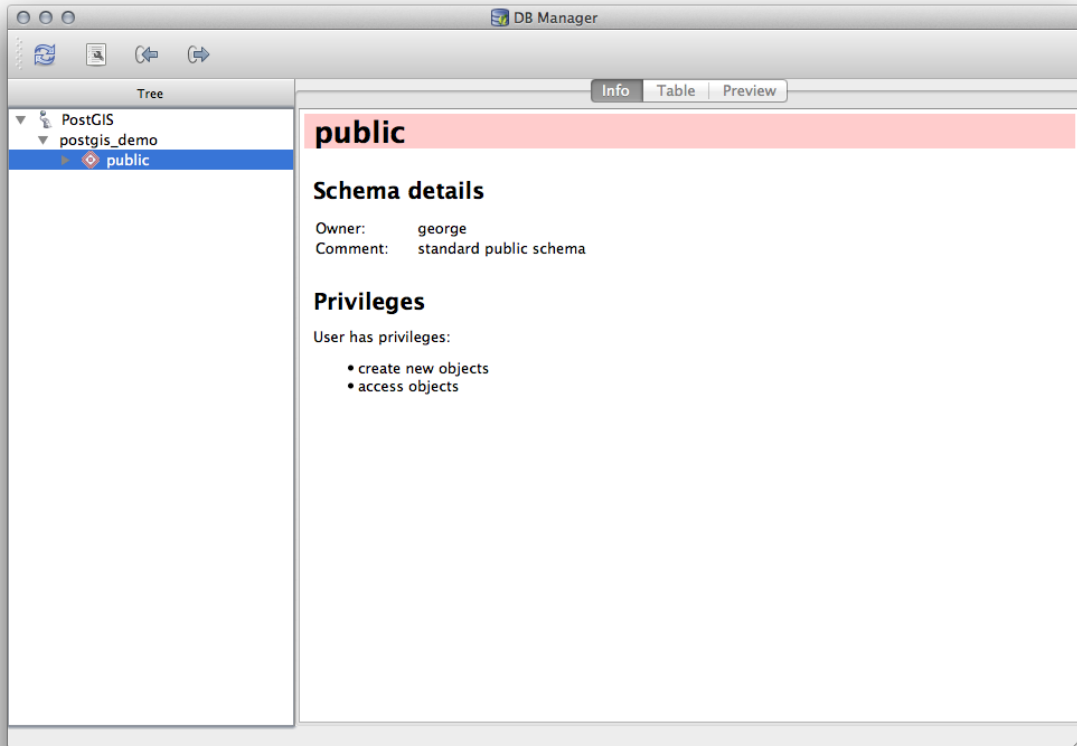 DB Manager
Tree
Info Table Preview
PostGIS
postgis_demo
public
public
Schema details
Owner: george
Comment: standard public schema
Privileges
User has privileges:
• create new objects
• access objects